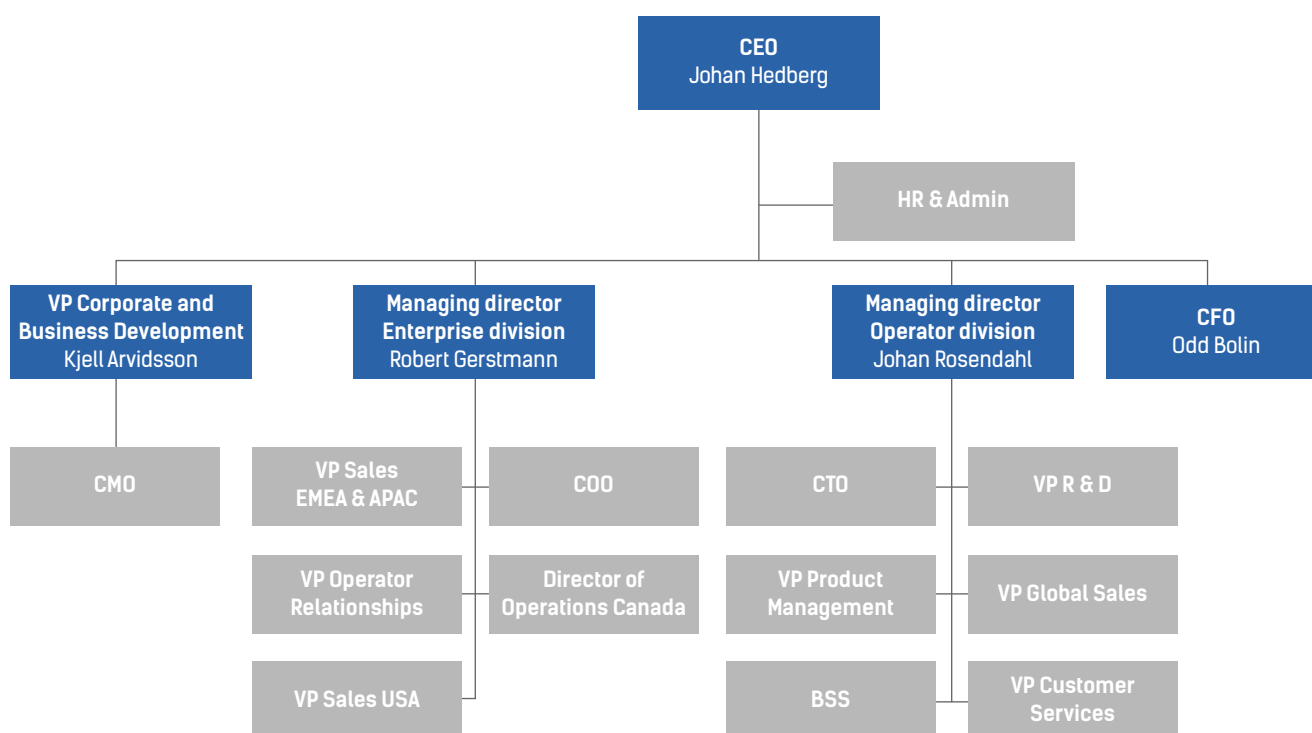 CEO
Johan Hedberg
HR & Admin
VP Corporate and
Business Development
Kjell Arvidsson
Managing director
Enterprise division
Robert Gerstmann
Managing director
Operator division
Johan Rosendahl
CFO
Odd Bolin
CMO
VP Sales
EMEA & APAC
COO
CTO
VP R & D
VP Operator
Relationships
Director of
Operations Canada
VP Product
Management
VP Global Sales
VP Sales USA
BSS
VP Customer
Services